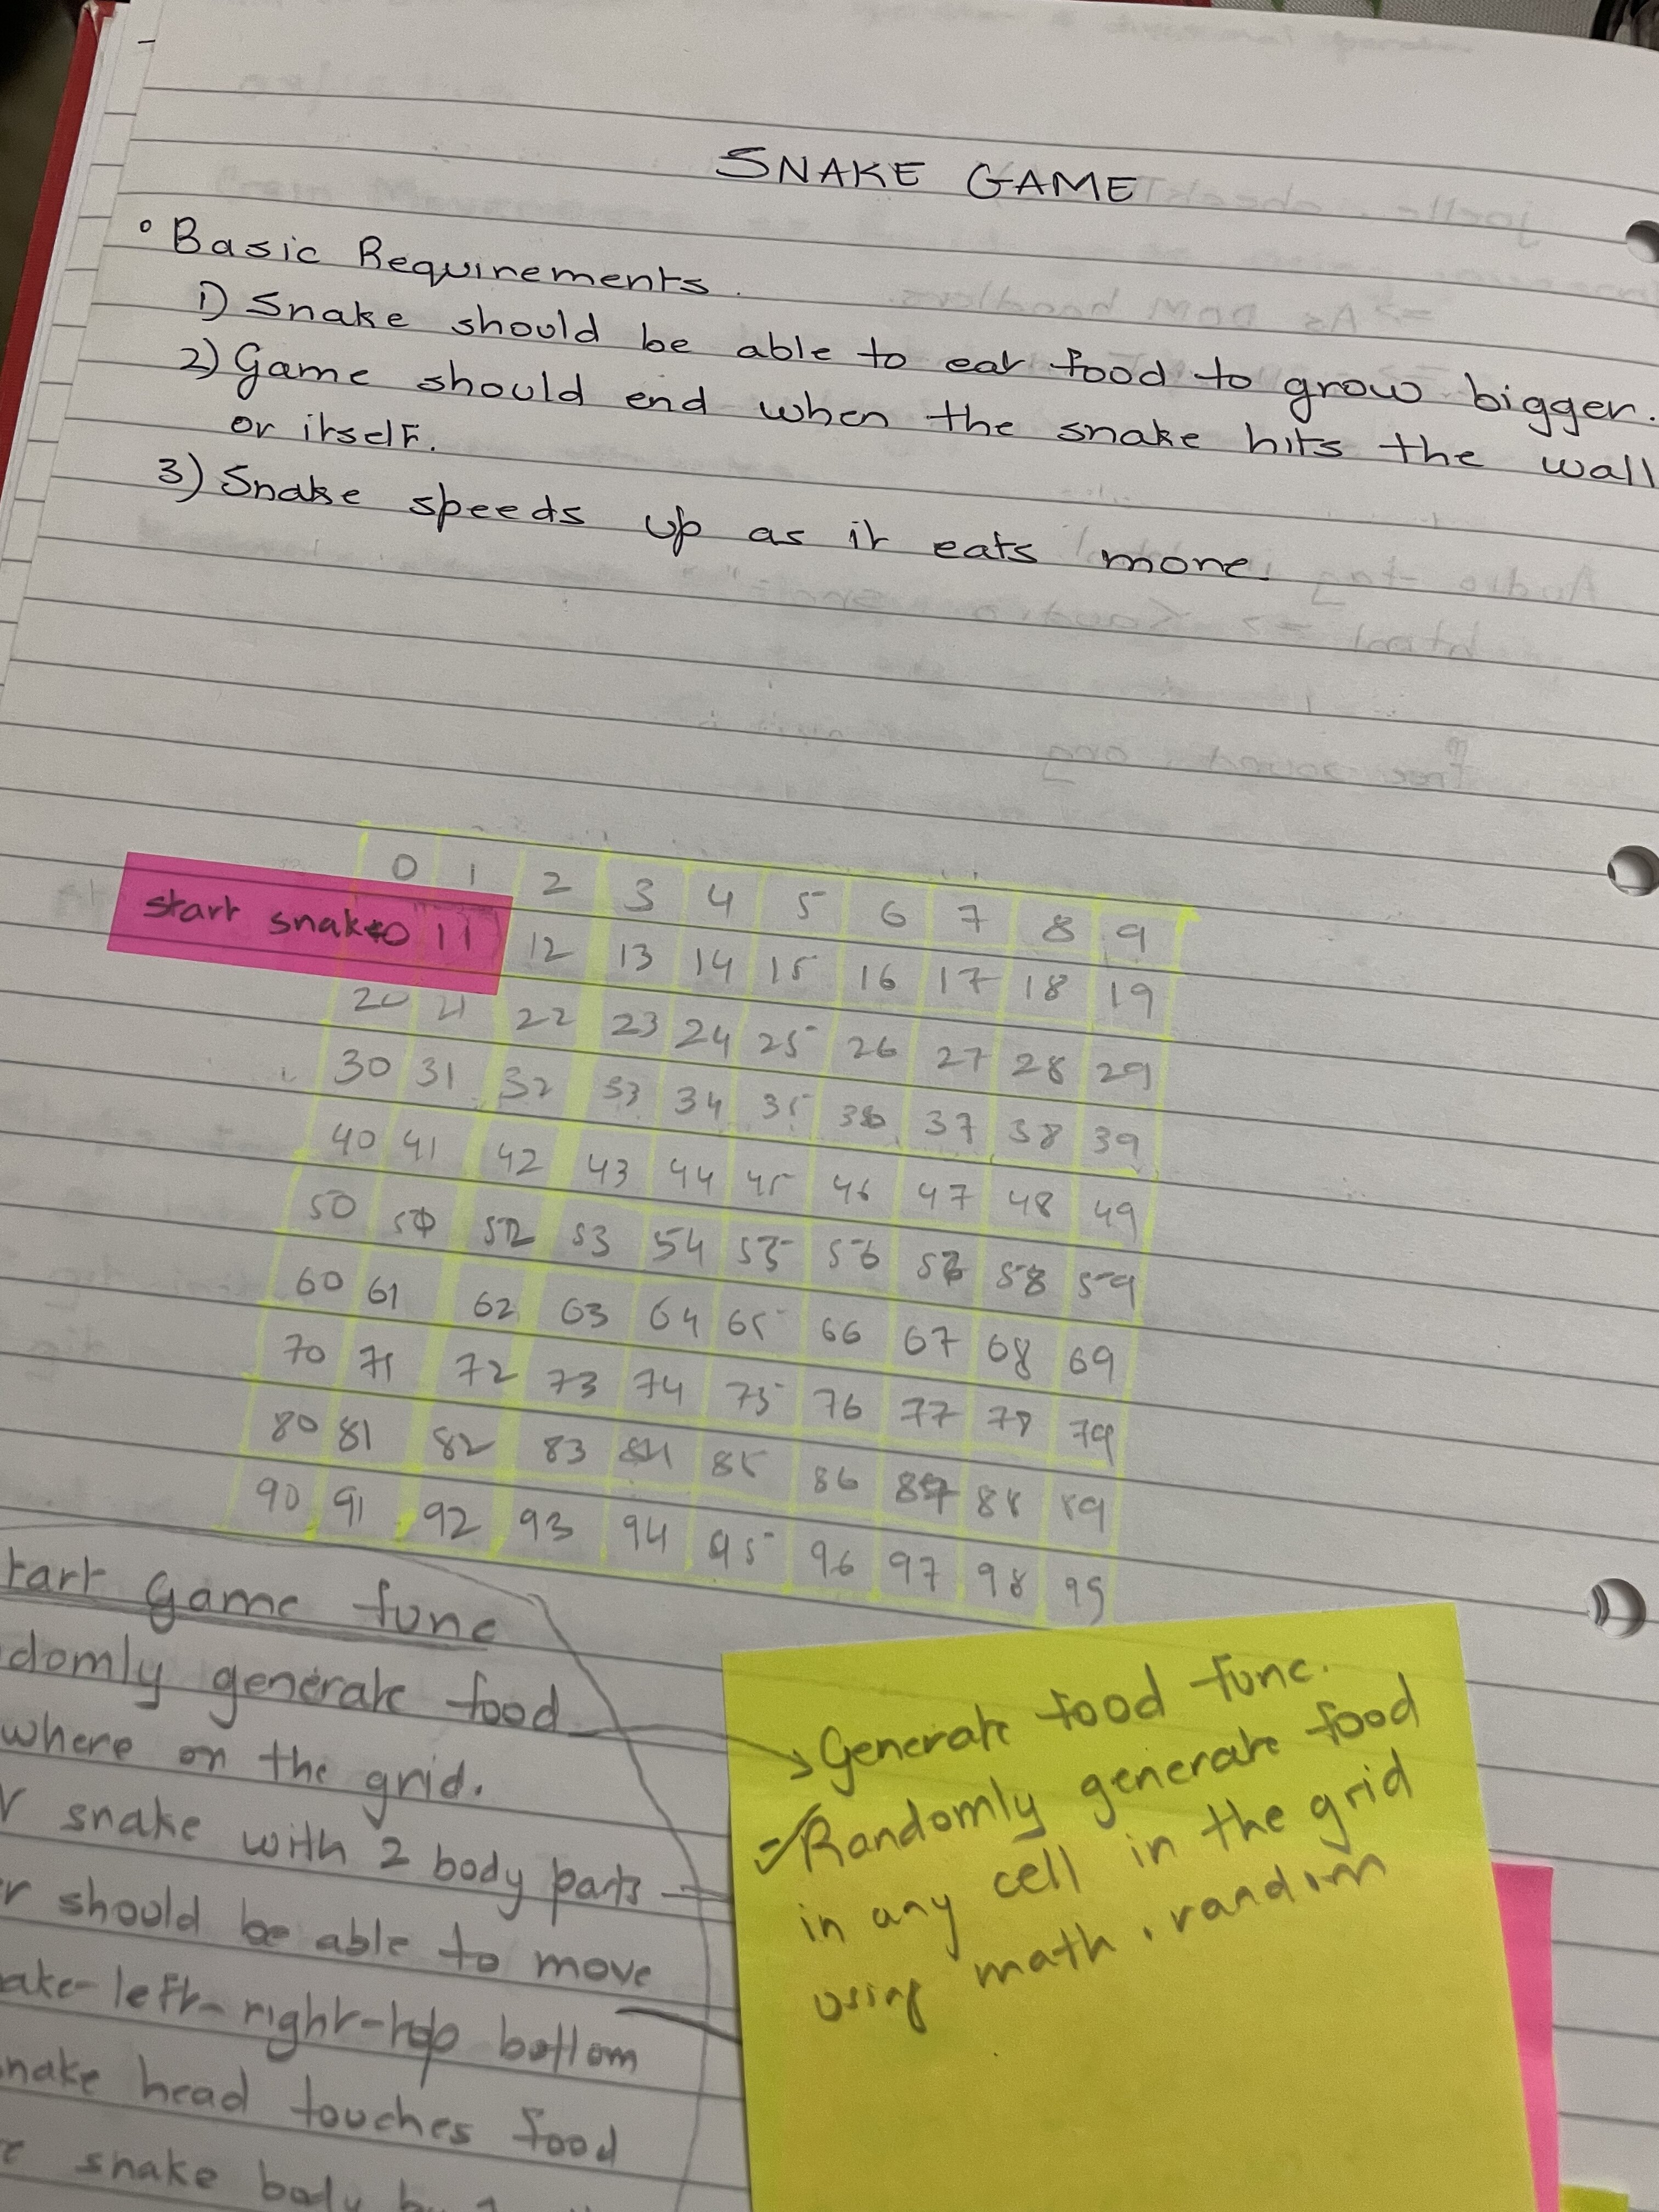 SNAKE GAME
° Basic Requirements.
1) Snake should be able to eat food to grow bigger.
2) Game should end when the snake hits the wall
or itself.
3) Snake speeds up as it eats more.
0 1 2 3 4 5 6 7 8 9
start snake 10 11 12 13 14 15 16 17 18 19
20 21 22 23 24 25 26 27 28 29
30 31 32 33 34 35 36 37 38 39
40 41 42 43 44 45 46 47 48 49
50 51 52 53 54 55 56 57 58 59
60 61 62 63 64 65 66 67 68 69
70 71 72 73 74 75 76 77 78 79
80 81 82 83 84 85 86 87 88 89
90 91 92 93 94 95 96 97 98 99
tart Game func
domly generate food
where on the grid.
snake with 2 body parts
r should be able to move
ake-left-right-top bottom
nake head touches food
snake body by
→ Generate food func.
Randomly generate food
in any cell in the grid
using math.random